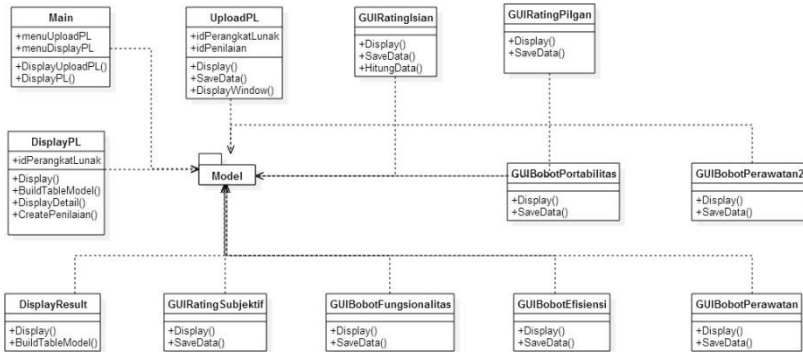 Main
+menuUploadPL
+menuDisplayPL
+DisplayUploadPL()
+DisplayPL()
UploadPL
+idPerangkatLunak
+idPenilaian
+Display()
+SaveData()
+DisplayWindow()
GUIRatingIsian
+Display()
+SaveData()
+HitungData()
GUIRatingPilgan
+Display()
+SaveData()
DisplayPL
+idPerangkatLunak
+Display()
+BuildTableModel()
+DisplayDetail()
+CreatePenilaian()
Model
GUIBobotPortabilitas
+Display()
+SaveData()
GUIBobotPerawatan2
+Display()
+SaveData()
DisplayResult
+Display()
+BuildTableModel()
GUIRatingSubjektif
+Display()
+SaveData()
GUIBobotFungsionalitas
+Display()
+SaveData()
GUIBobotEfisiensi
+Display()
+SaveData()
GUIBobotPerawatan
+Display()
+SaveData()